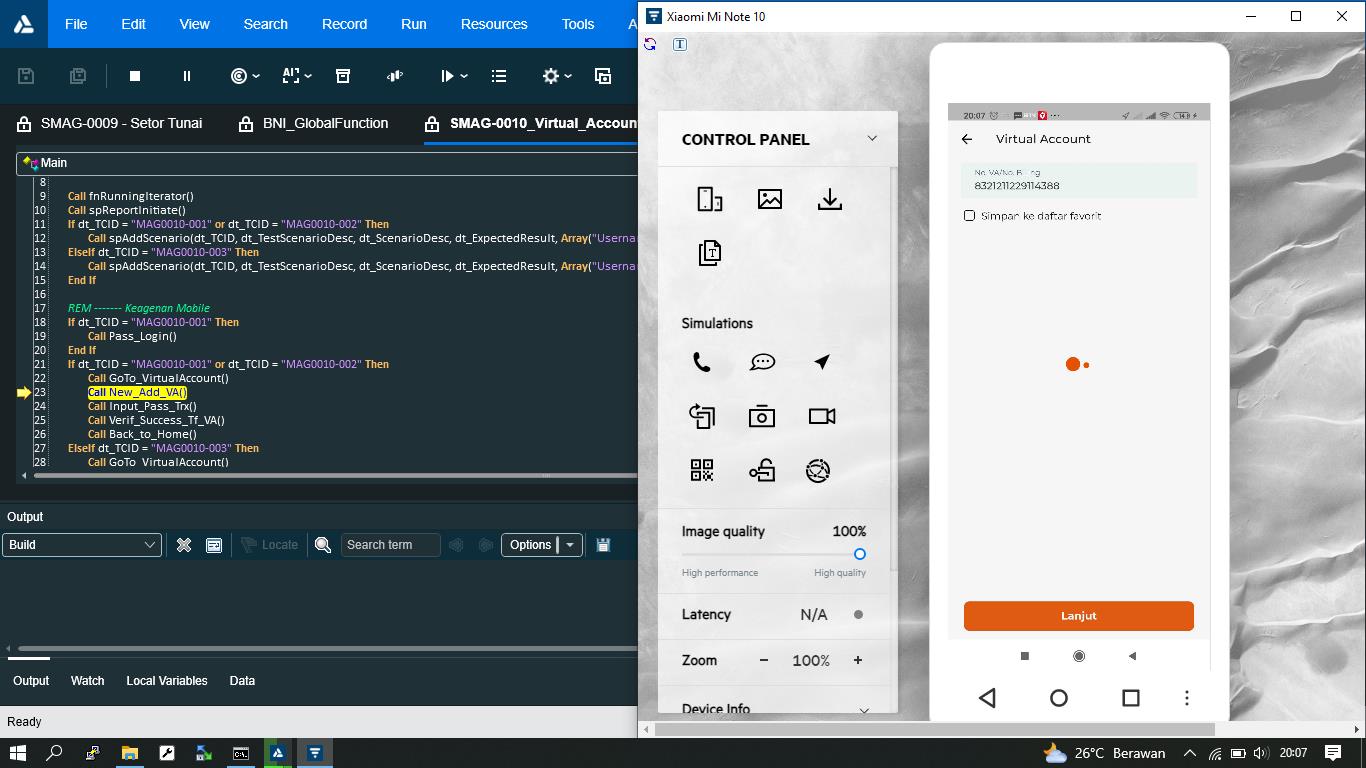 File Edit View Search Record Run Resources Tools A
SMAG-0009 - Setor Tunai BNI_GlobalFunction SMAG-0010_Virtual_Accoun
Main
8
9 Call fnRunningIterator()
10 Call spReportInitiate()
11 If dt_TCID = "MAG0010-001" or dt_TCID = "MAG0010-002" Then
12 Call spAddScenario(dt_TCID, dt_TestScenarioDesc, dt_ScenarioDesc, dt_ExpectedResult, Array("Userna
13 ElseIf dt_TCID = "MAG0010-003" Then
14 Call spAddScenario(dt_TCID, dt_TestScenarioDesc, dt_ScenarioDesc, dt_ExpectedResult, Array("Userna
15 End If
16
17 REM ------- Keagenan Mobile
18 If dt_TCID = "MAG0010-001" Then
19 Call Pass_Login()
20 End If
21 If dt_TCID = "MAG0010-001" or dt_TCID = "MAG0010-002" Then
22 Call GoTo_VirtualAccount()
23 Call New_Add_VA()
24 Call Input_Pass_Trx()
25 Call Verif_Success_Tf_VA()
26 Call Back_to_Home()
27 ElseIf dt_TCID = "MAG0010-003" Then
28 Call GoTo_VirtualAccount()
Output
Build Locate Search term Options
Output Watch Local Variables Data
Ready
Xiaomi Mi Note 10
T
CONTROL PANEL
T
Simulations
Image quality 100%
High performance High quality
Latency N/A
Zoom − 100% +
Device Info
20:07
Virtual Account
No. VA/No.
8321211229114388
Simpan ke daftar favorit
Lanjut
26°C Berawan 20:07